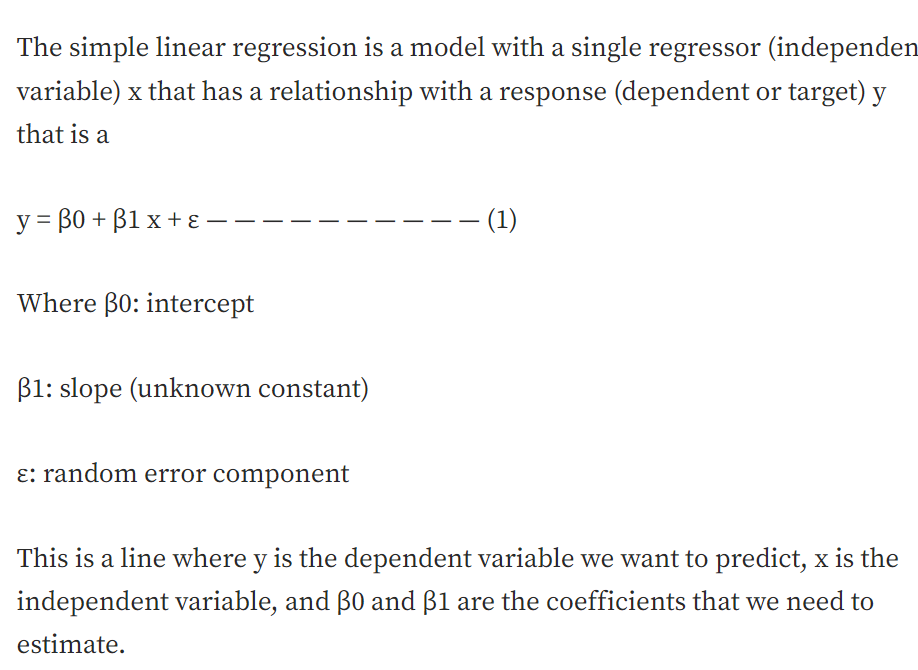 The simple linear regression is a model with a single regressor (independen
variable) x that has a relationship with a response (dependent or target) y
that is a
y = β0 + β1 x + ε — — — — — — — — — — (1)
Where β0: intercept
β1: slope (unknown constant)
ε: random error component
This is a line where y is the dependent variable we want to predict, x is the
independent variable, and β0 and β1 are the coefficients that we need to
estimate.